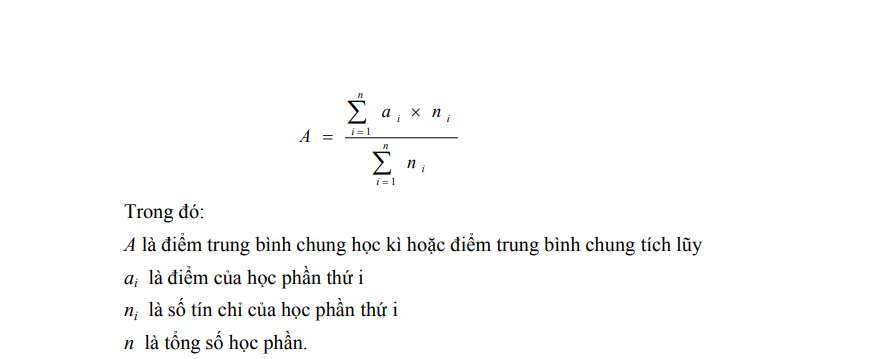 A = \frac{\sum_{i=1}^{n} a_i × n_i}{\sum_{i=1}^{n} n_i}
Trong đó:
A là điểm trung bình chung học kì hoặc điểm trung bình chung tích lũy
a_i là điểm của học phần thứ i
n_i là số tín chỉ của học phần thứ i
n là tổng số học phần.